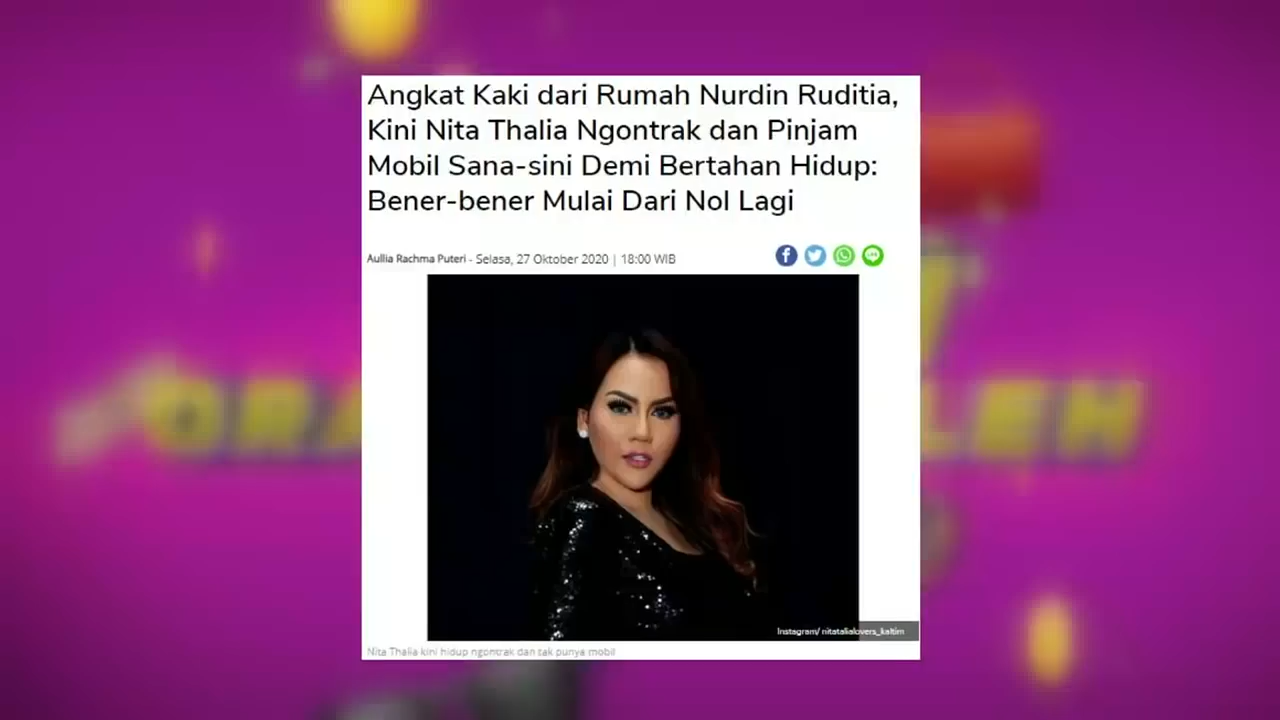 Angkat Kaki dari Rumah Nurdin Ruditia,
Kini Nita Thalia Ngontrak dan Pinjam
Mobil Sana-sini Demi Bertahan Hidup:
Bener-bener Mulai Dari Nol Lagi
Aullia Rachma Puteri - Selasa, 27 Oktober 2020 | 18:00 WIB
Instagram/ nitatalialovers_kaltim
Nita Thalia kini hidup ngontrak dan tak punya mobil